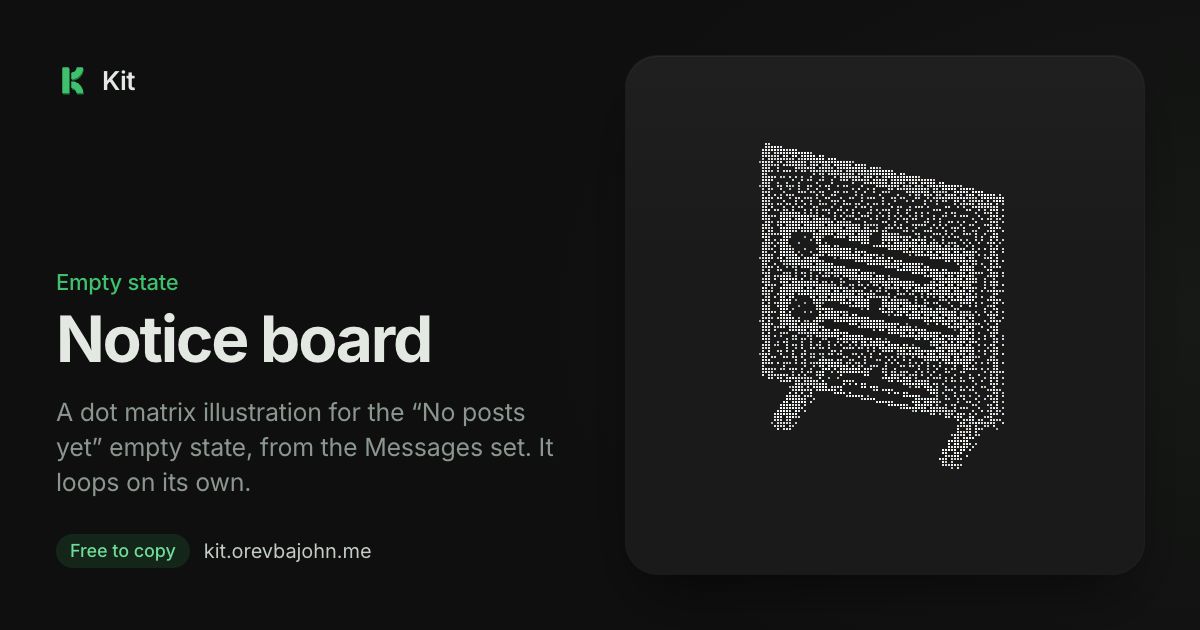 Kit
Empty state
Notice board
A dot matrix illustration for the “No posts
yet” empty state, from the Messages set. It
loops on its own.
Free to copy
kit.orevbajohn.me